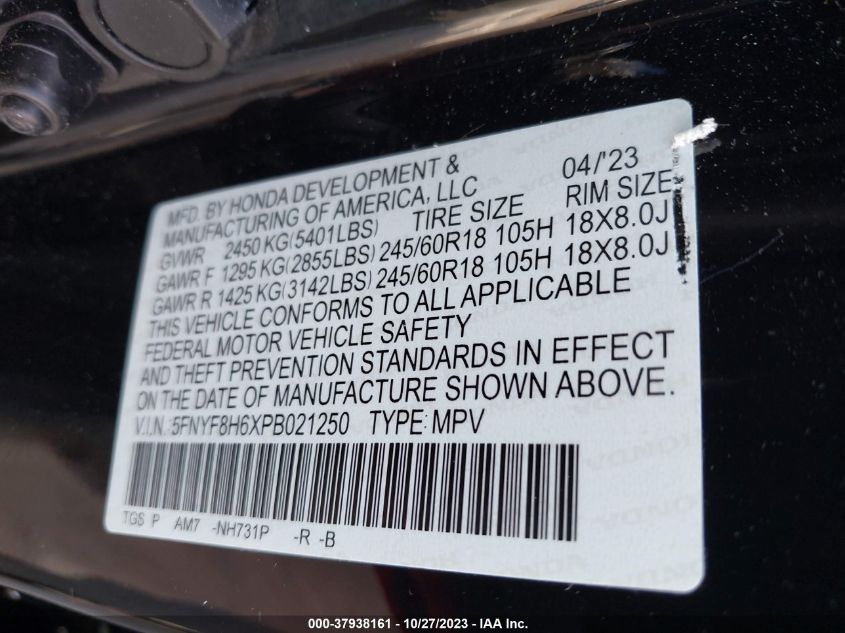 MFD. BY HONDA DEVELOPMENT & 04/'23
MANUFACTURING OF AMERICA, LLC
GVWR 2450 KG(5401LBS) TIRE SIZE RIM SIZE
GAWR F 1295 KG(2855LBS) 245/60R18 105H 18X8.0J
GAWR R 1425 KG(3142LBS) 245/60R18 105H 18X8.0J
THIS VEHICLE CONFORMS TO ALL APPLICABLE
FEDERAL MOTOR VEHICLE SAFETY
AND THEFT PREVENTION STANDARDS IN EFFECT
ON THE DATE OF MANUFACTURE SHOWN ABOVE.
V.I.N.:5FNYF8H6XPB021250 TYPE:MPV
TGS P AM7 -NH731P -R -B
000-37938161 - 10/27/2023 - IAA Inc.